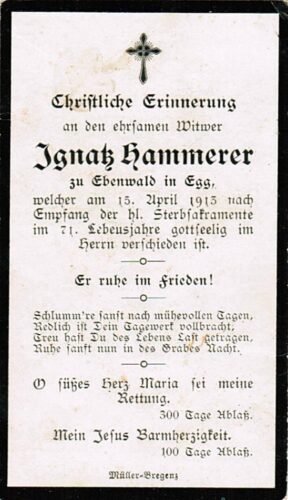 Christliche Erinnerung
an den ehrsamen Witwer
Ignatz Hammerer
zu Ebenwald in Egg,
welcher am 15. April 1913 nach
Empfang der hl. Sterbsakramente
im 71. Lebensjahre gottseelig im
Herrn verschieden ist.
Er ruhe im Frieden!
Schlumm're sanft nach mühevollen Tagen,
Redlich ist Dein Tagewerk vollbracht,
Treu hast Du des Lebens Last getragen,
Ruhe sanft nun in des Grabes Nacht.
O süßes Herz Maria sei meine
Rettung.
300 Tage Ablaß.
Mein Jesus Barmherzigkeit.
100 Tage Ablaß.
Müller-Bregenz